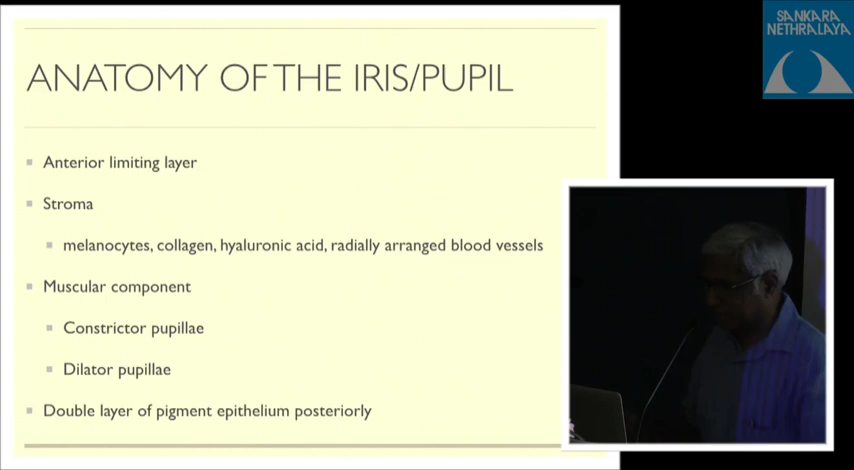 SANKARA
NETHRALAYA
ANATOMY OF THE IRIS/PUPIL
Anterior limiting layer
Stroma
melanocytes, collagen, hyaluronic acid, radially arranged blood vessels
Muscular component
Constrictor pupillae
Dilator pupillae
Double layer of pigment epithelium posteriorly